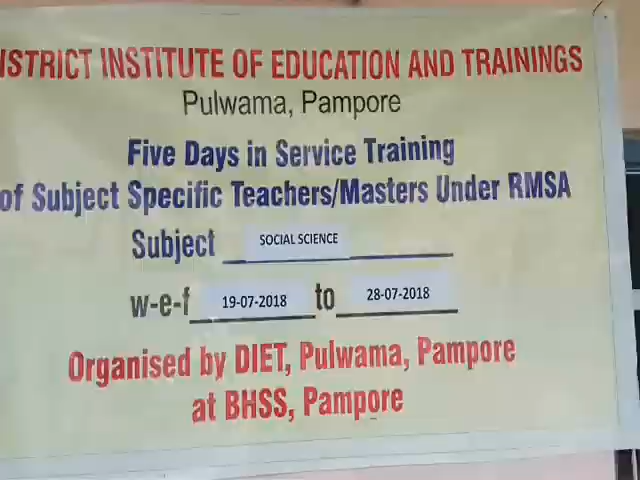 ISTRICT INSTITUTE OF EDUCATION AND TRAININGS
Pulwama, Pampore
Five Days in Service Training
of Subject Specific Teachers/Masters Under RMSA
Subject SOCIAL SCIENCE
w-e-f 19-07-2018 to 28-07-2018
Organised by DIET, Pulwama, Pampore
at BHSS, Pampore